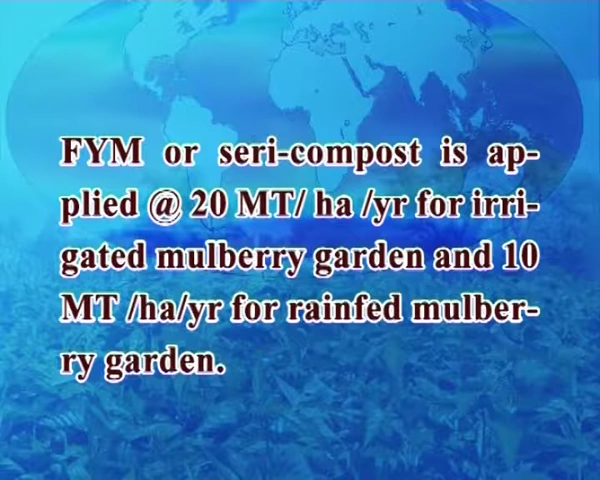 FYM or seri-compost is ap-
plied @ 20 MT/ ha /yr for irri-
gated mulberry garden and 10
MT /ha/yr for rainfed mulber-
ry garden.